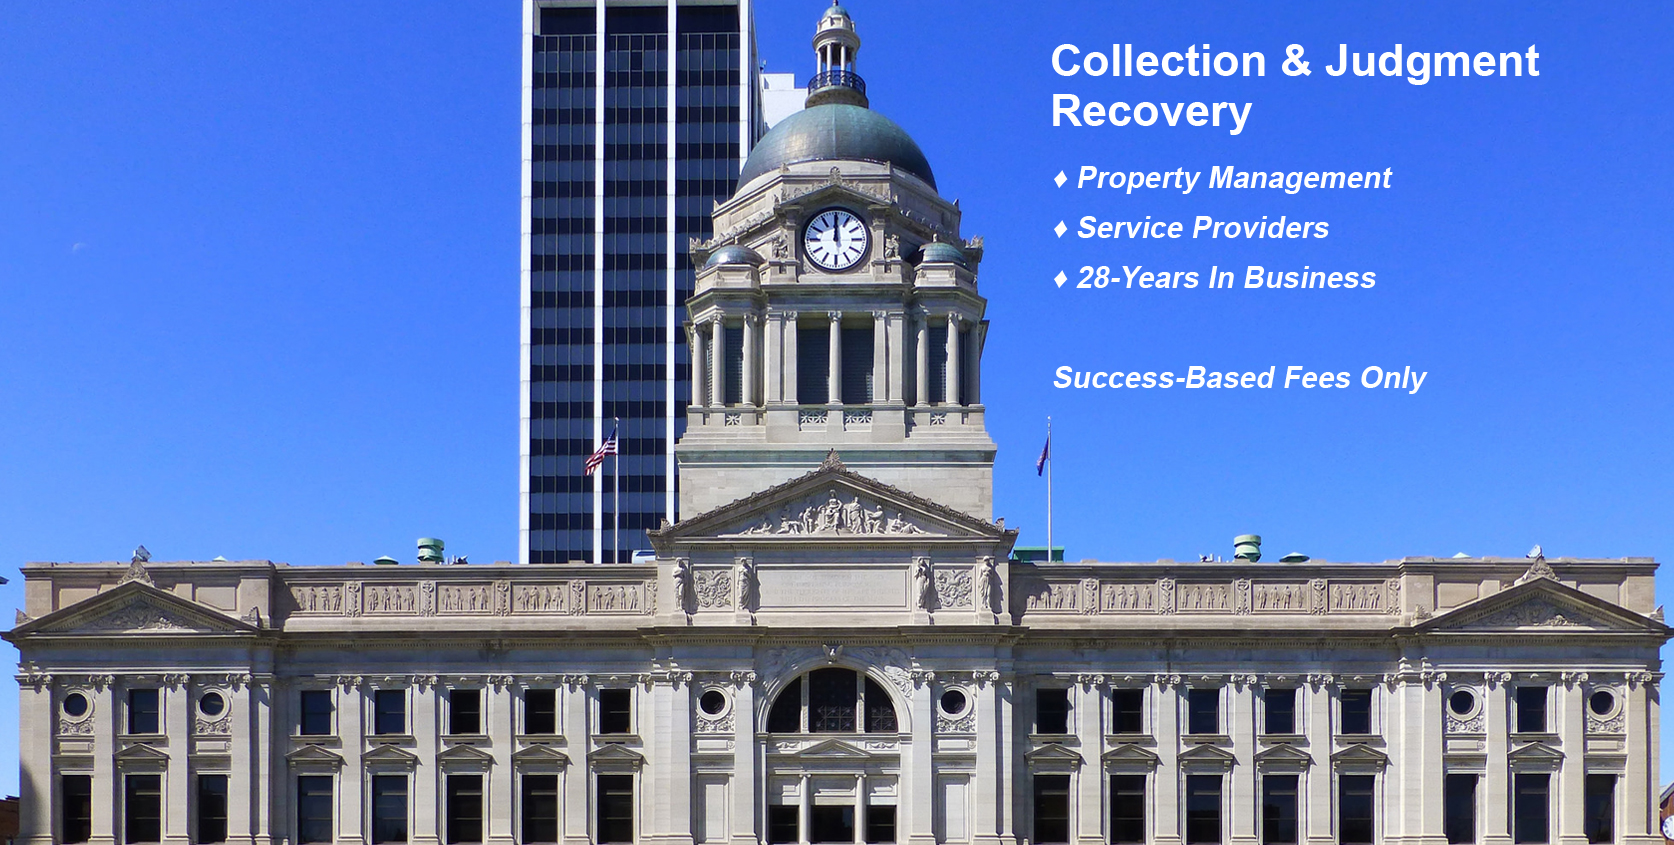 Collection & Judgment
Recovery
♦ Property Management
♦ Service Providers
♦ 28-Years In Business
Success-Based Fees Only